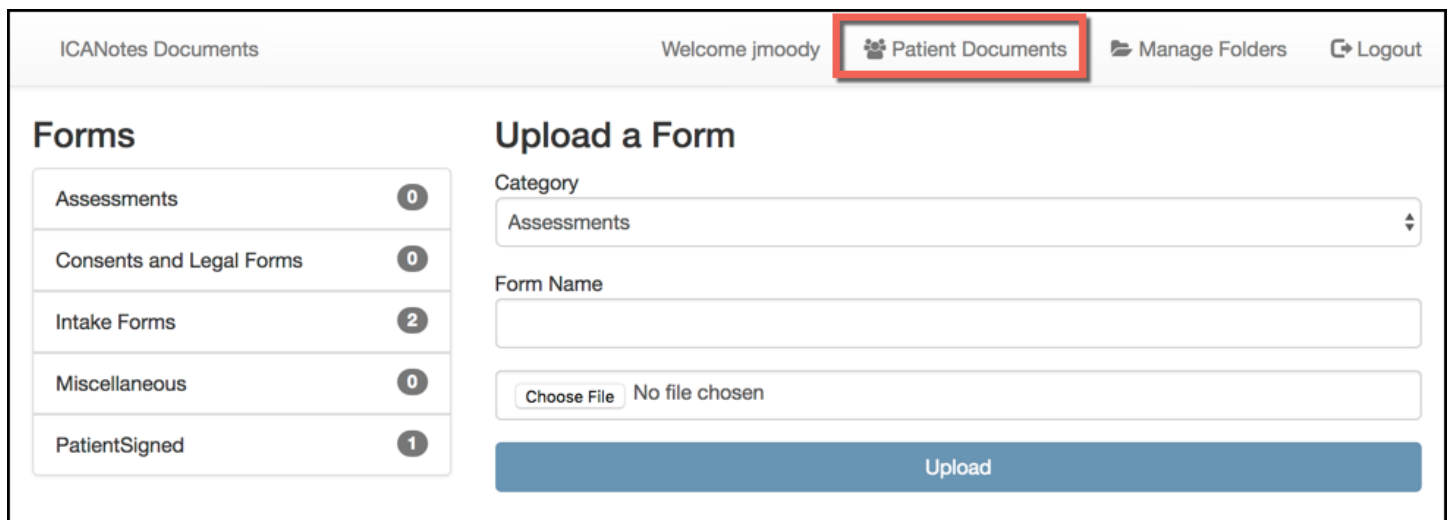 ICANotes Documents Welcome jmoody Patient Documents Manage Folders Logout
Forms
Assessments 0
Consents and Legal Forms 0
Intake Forms 2
Miscellaneous 0
PatientSigned 1
Upload a Form
Category
Assessments
Form Name
Choose File No file chosen
Upload